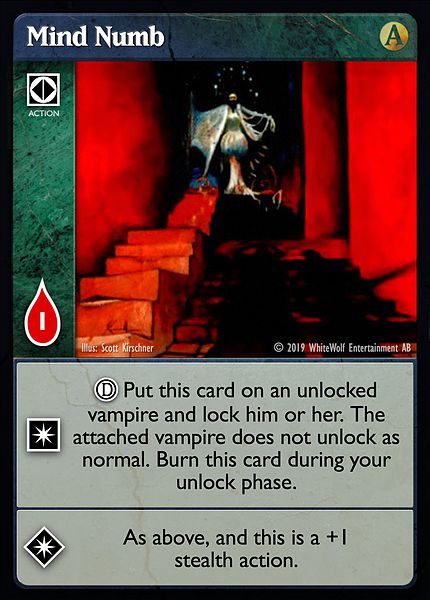 Mind Numb
A
ACTION
1
Illus: Scott Kirschner
© 2019 WhiteWolf Entertainment AB
Ⓓ Put this card on an unlocked
vampire and lock him or her. The
attached vampire does not unlock as
normal. Burn this card during your
unlock phase.
As above, and this is a +1
stealth action.